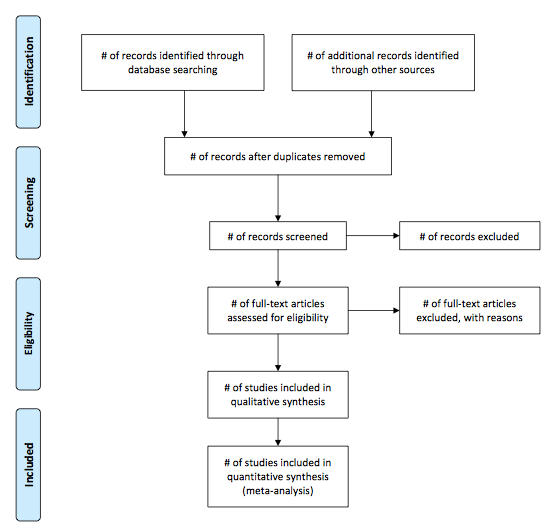 Identification
# of records identified through
database searching
# of additional records identified
through other sources
# of records after duplicates removed
Screening
# of records screened
# of records excluded
Eligibility
# of full-text articles
assessed for eligibility
# of full-text articles
excluded, with reasons
# of studies included in
qualitative synthesis
Included
# of studies included in
quantitative synthesis
(meta-analysis)